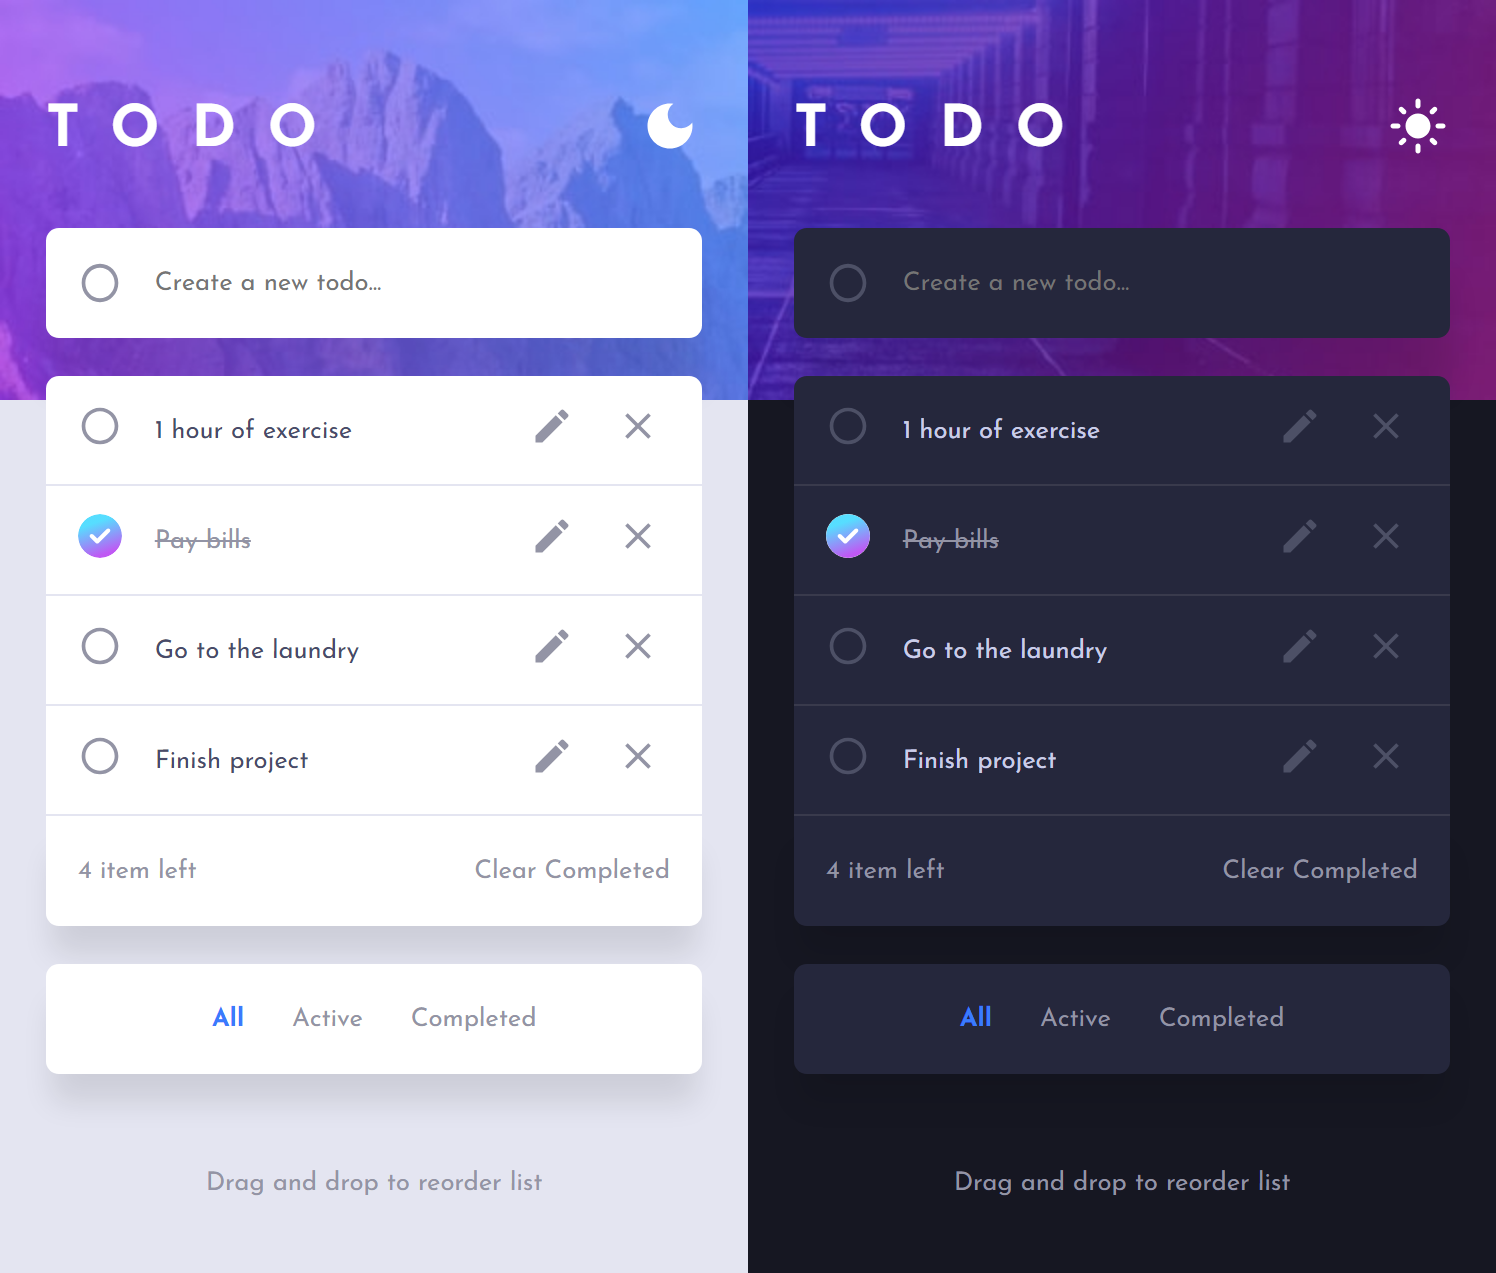 TODO
Create a new todo...
1 hour of exercise
Pay bills
Go to the laundry
Finish project
4 item left Clear Completed
All Active Completed
Drag and drop to reorder list
TODO
Create a new todo...
1 hour of exercise
Pay bills
Go to the laundry
Finish project
4 item left Clear Completed
All Active Completed
Drag and drop to reorder list